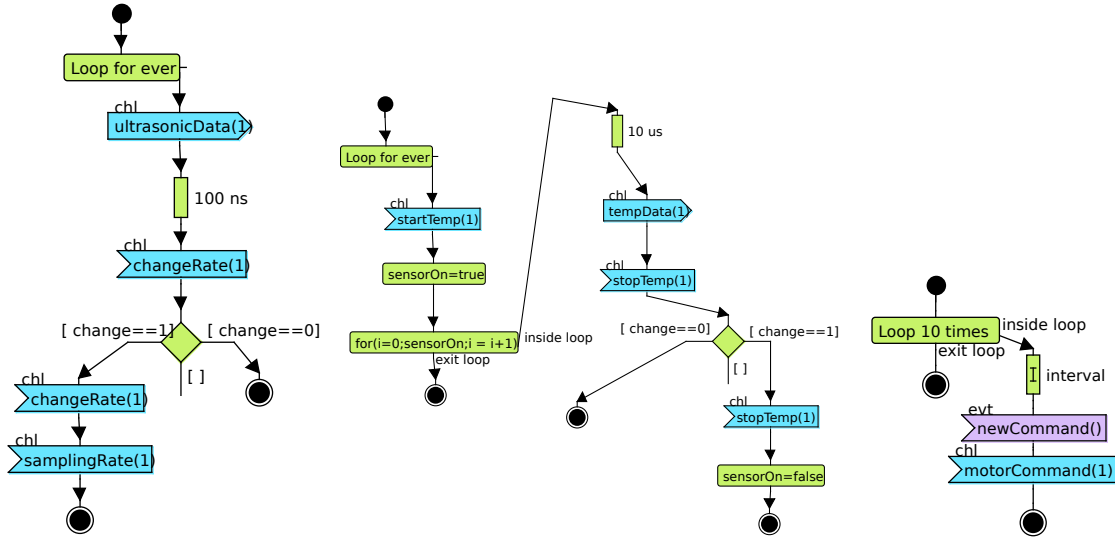 Loop for ever
chl
ultrasonicData(1)
100 ns
chl
changeRate(1)
[ change==1]
[ change==0]
[ ]
chl
changeRate(1)
chl
samplingRate(1)
Loop for ever
chl
startTemp(1)
sensorOn=true
for(i=0;sensorOn;i = i+1)
inside loop
exit loop
10 us
chl
tempData(1)
chl
stopTemp(1)
[ change==0]
[ change==1]
[ ]
chl
stopTemp(1)
sensorOn=false
Loop 10 times
inside loop
exit loop
interval
evt
newCommand()
chl
motorCommand(1)